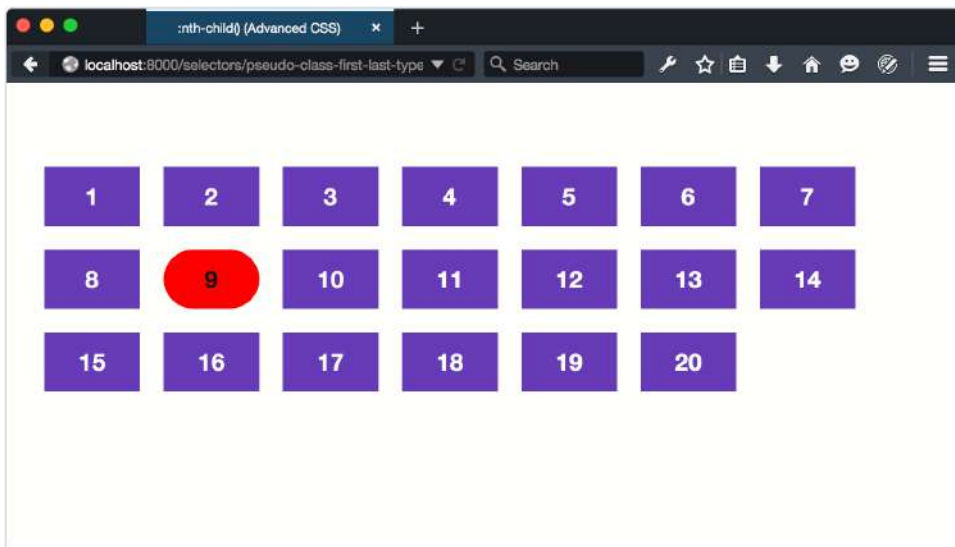 :nth-child() (Advanced CSS)
localhost:8000/selectors/pseudo-class-first-last-type
Search
1 2 3 4 5 6 7
8 9 10 11 12 13 14
15 16 17 18 19 20